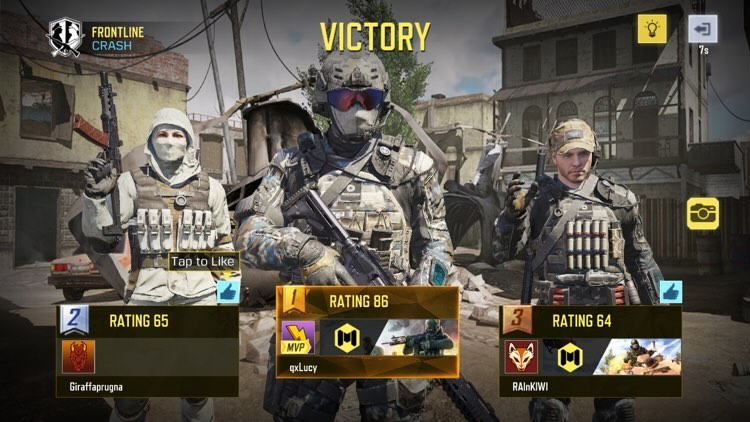 FRONTLINE
CRASH
VICTORY
7s
Tap to Like
2
RATING 65
Giraffaprugna
1
RATING 86
MVP
qxLucy
3
RATING 64
RAInKIWI